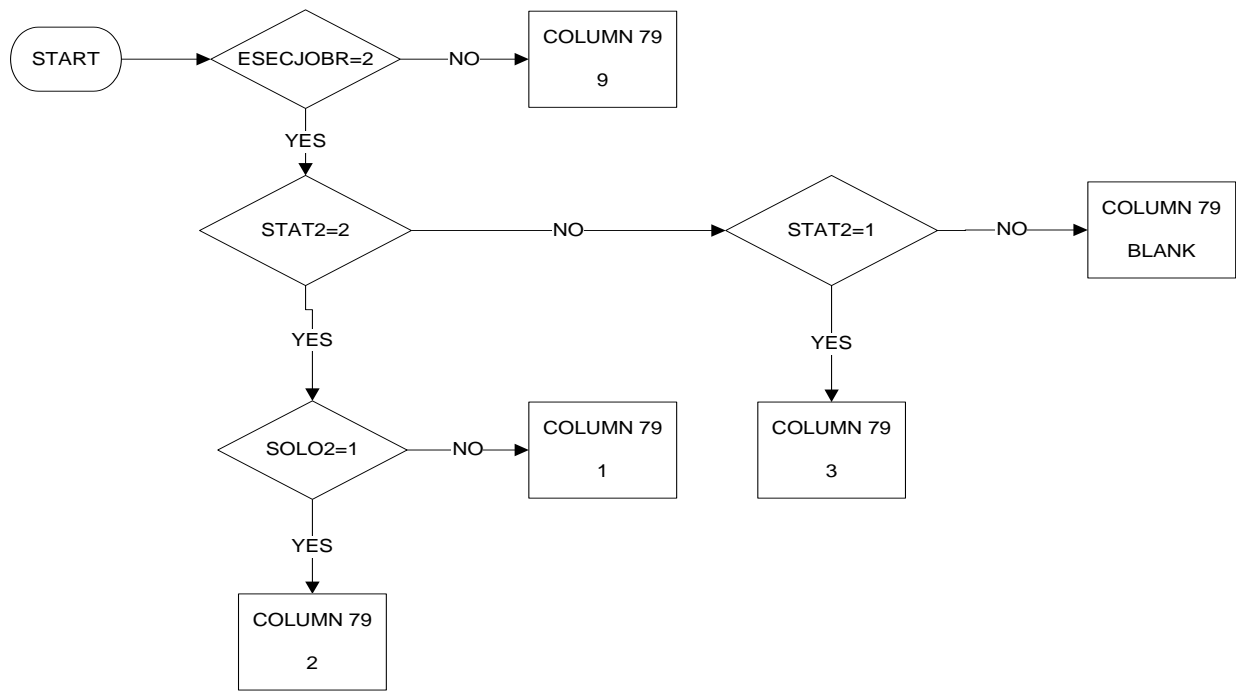 START
ESECJOBR=2
NO
COLUMN 79
9
YES
STAT2=2
NO
STAT2=1
NO
COLUMN 79
BLANK
YES
YES
SOLO2=1
NO
COLUMN 79
1
COLUMN 79
3
YES
COLUMN 79
2